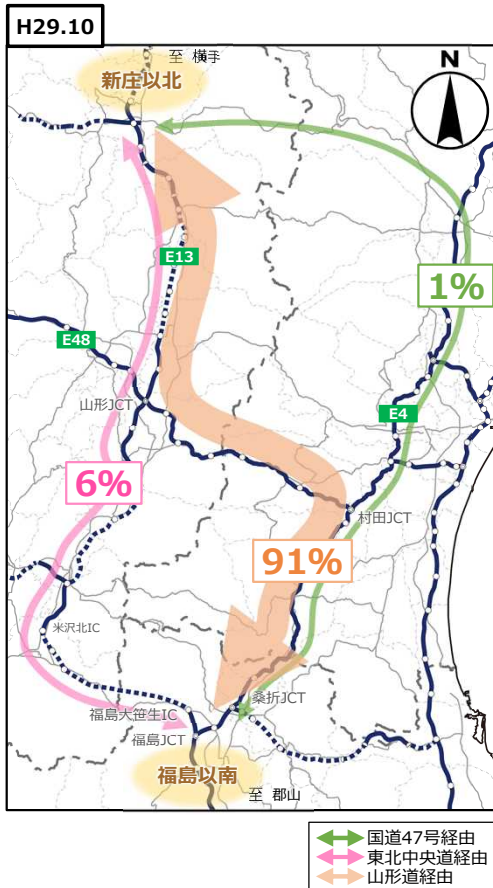 H29.10
至 横手
新庄以北
N
E13
1%
E48
山形JCT
E4
6%
村田JCT
91%
米沢北IC
桑折JCT
福島大笹生IC
福島JCT
福島以南
至 郡山
国道47号経由
東北中央道経由
山形道経由